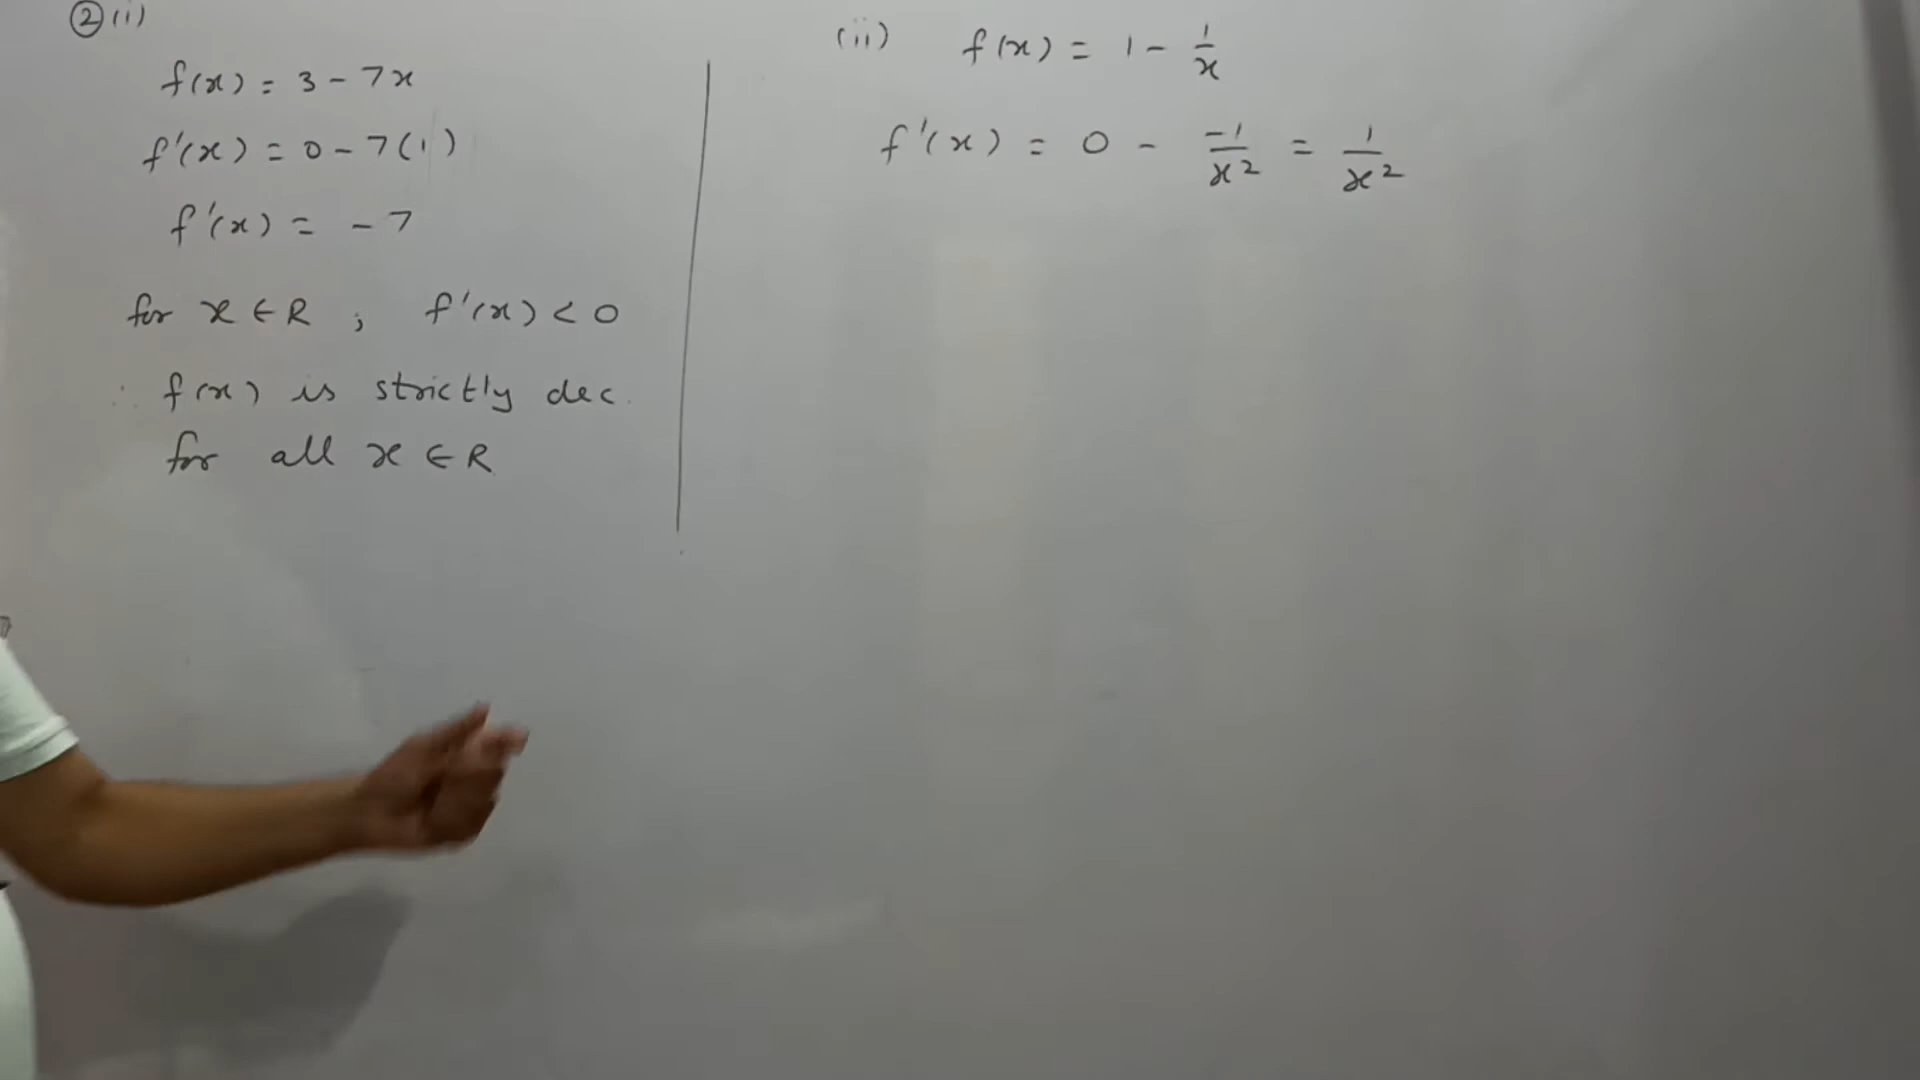 ② (i)
f(x) = 3 - 7x
f'(x) = 0 - 7(1)
f'(x) = -7
for x ∈ R ; f'(x) < 0
∴ f(x) is strictly dec.
for all x ∈ R
(ii) f(x) = 1 - 1/x
f'(x) = 0 - -1/x² = 1/x²